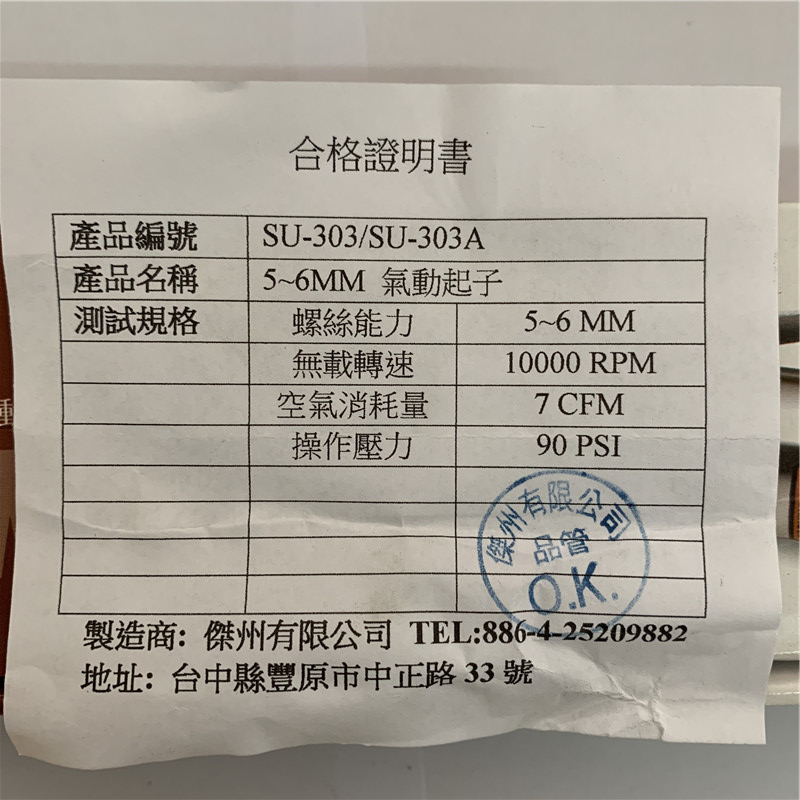 合格證明書
產品編號 SU-303/SU-303A
產品名稱 5~6MM 氣動起子
測試規格 螺絲能力 5~6 MM
無載轉速 10000 RPM
空氣消耗量 7 CFM
操作壓力 90 PSI
傑州有限公司
品管
O.K.
製造商: 傑州有限公司 TEL:886-4-25209882
地址: 台中縣豐原市中正路 33 號
動